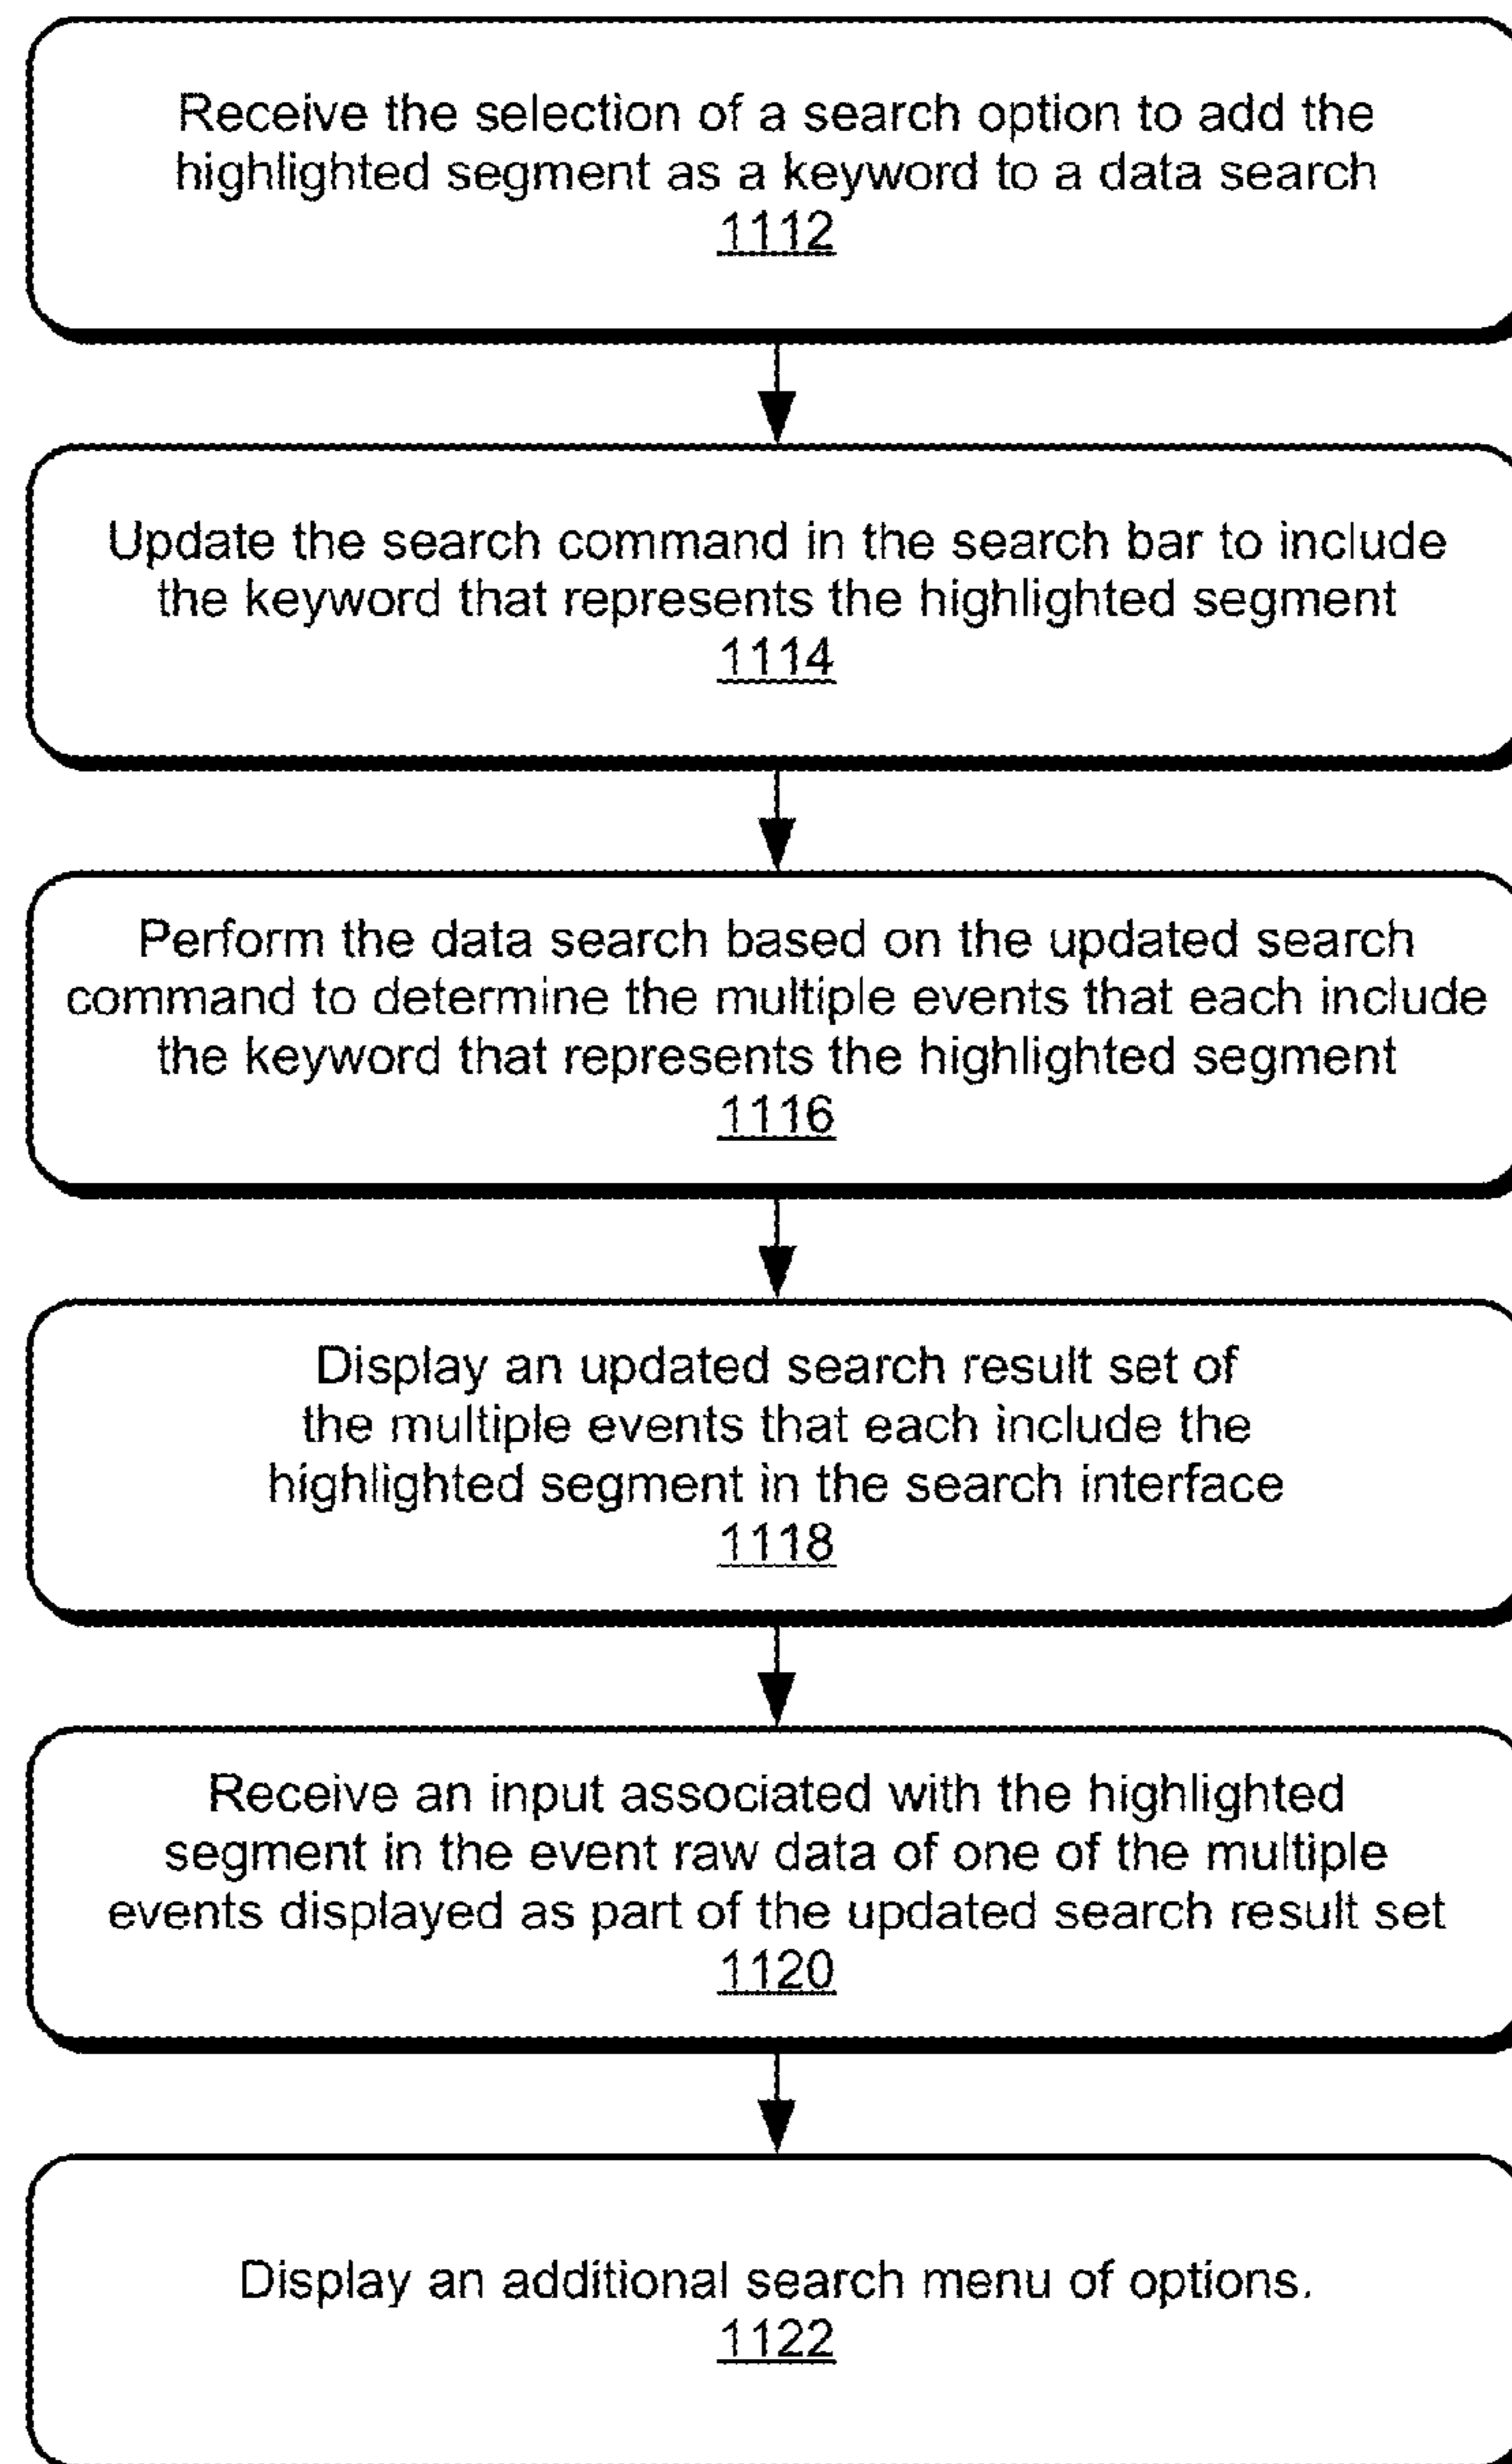 Receive the selection of a search option to add the
highlighted segment as a keyword to a data search
1112
Update the search command in the search bar to include
the keyword that represents the highlighted segment
1114
Perform the data search based on the updated search
command to determine the multiple events that each include
the keyword that represents the highlighted segment
1116
Display an updated search result set of
the multiple events that each include the
highlighted segment in the search interface
1118
Receive an input associated with the highlighted
segment in the event raw data of one of the multiple
events displayed as part of the updated search result set
1120
Display an additional search menu of options.
1122